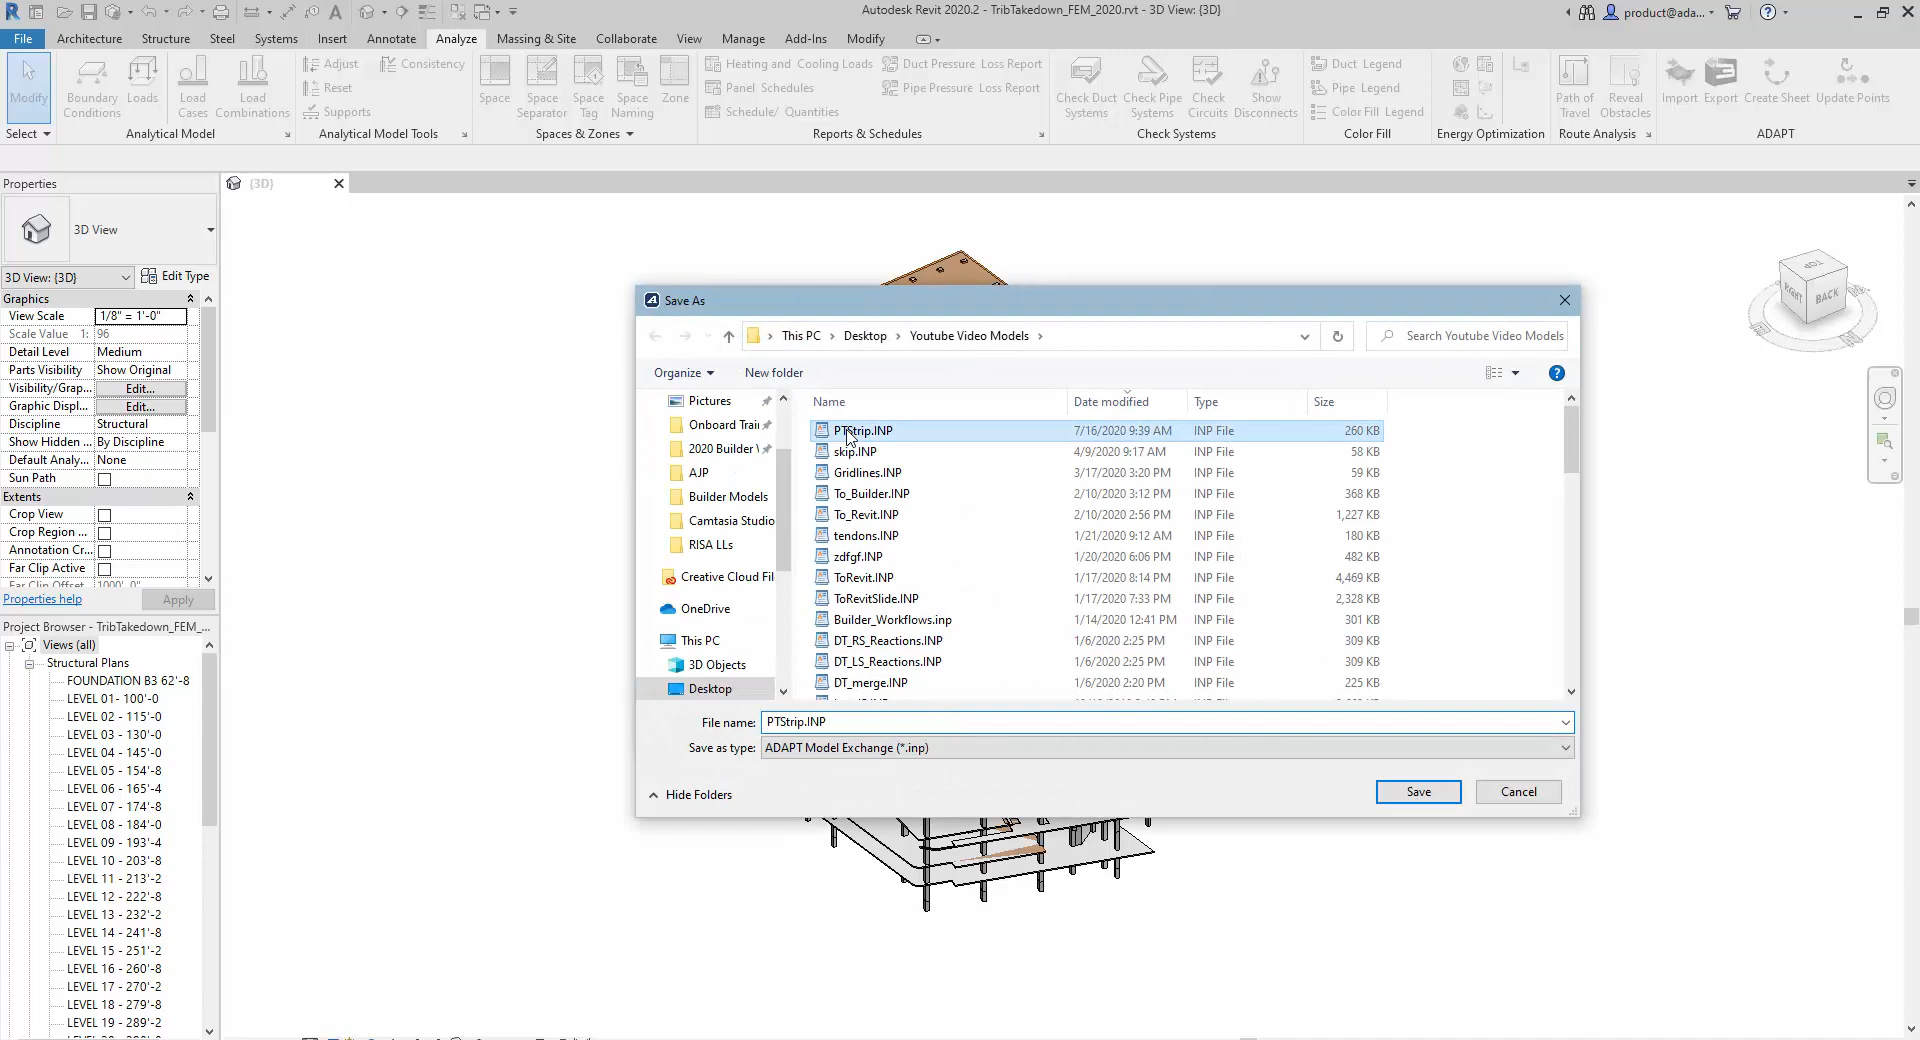 Autodesk Revit 2020.2 - TribTakedown_FEM_2020.rvt - 3D View: {3D}
product@ada...
File Architecture Structure Steel Systems Insert Annotate Analyze Massing & Site Collaborate View Manage Add-Ins Modify
Modify
Select
Boundary Conditions
Loads
Load Cases
Load Combinations
Analytical Model
Adjust
Reset
Supports
Consistency
Analytical Model Tools
Space
Space Separator
Space Tag
Space Naming
Zone
Spaces & Zones
Heating and Cooling Loads
Panel Schedules
Schedule/ Quantities
Duct Pressure Loss Report
Pipe Pressure Loss Report
Reports & Schedules
Check Duct Systems
Check Pipe Systems
Check Circuits
Show Disconnects
Check Systems
Duct Legend
Pipe Legend
Color Fill Legend
Color Fill
Energy Optimization
Path of Travel
Reveal Obstacles
Route Analysis
Import
Export
Create Sheet
Update Points
ADAPT
Properties
{3D}
3D View
3D View: {3D}
Edit Type
Graphics
View Scale 1/8" = 1'-0"
Scale Value 1: 96
Detail Level Medium
Parts Visibility Show Original
Visibility/Grap... Edit...
Graphic Displ... Edit...
Discipline Structural
Show Hidden ... By Discipline
Default Analy... None
Sun Path
Extents
Crop View
Crop Region ...
Annotation Cr...
Far Clip Active
Far Clip Offset 1000' 0"
Properties help
Apply
Project Browser - TribTakedown_FEM_...
Views (all)
Structural Plans
FOUNDATION B3 62'-8
LEVEL 01- 100'-0
LEVEL 02 - 115'-0
LEVEL 03 - 130'-0
LEVEL 04 - 145'-0
LEVEL 05 - 154'-8
LEVEL 06 - 165'-4
LEVEL 07 - 174'-8
LEVEL 08 - 184'-0
LEVEL 09 - 193'-4
LEVEL 10 - 203'-8
LEVEL 11 - 213'-2
LEVEL 12 - 222'-8
LEVEL 13 - 232'-2
LEVEL 14 - 241'-8
LEVEL 15 - 251'-2
LEVEL 16 - 260'-8
LEVEL 17 - 270'-2
LEVEL 18 - 279'-8
LEVEL 19 - 289'-2
TOP
RIGHT
BACK
Save As
This PC › Desktop › Youtube Video Models ›
Search Youtube Video Models
Organize
New folder
Pictures
Onboard Trai
2020 Builder \
AJP
Builder Models
Camtasia Studio
RISA LLs
Creative Cloud Fil
OneDrive
This PC
3D Objects
Desktop
Name Date modified Type Size
PTStrip.INP 7/16/2020 9:39 AM INP File 260 KB
skip.INP 4/9/2020 9:17 AM INP File 58 KB
Gridlines.INP 3/17/2020 3:20 PM INP File 59 KB
To_Builder.INP 2/10/2020 3:12 PM INP File 368 KB
To_Revit.INP 2/10/2020 2:56 PM INP File 1,227 KB
tendons.INP 1/21/2020 9:12 AM INP File 180 KB
zdfgf.INP 1/20/2020 6:06 PM INP File 482 KB
ToRevit.INP 1/17/2020 8:14 PM INP File 4,469 KB
ToRevitSlide.INP 1/17/2020 7:33 PM INP File 2,328 KB
Builder_Workflows.inp 1/14/2020 12:41 PM INP File 301 KB
DT_RS_Reactions.INP 1/6/2020 2:25 PM INP File 309 KB
DT_LS_Reactions.INP 1/6/2020 2:25 PM INP File 309 KB
DT_merge.INP 1/6/2020 2:20 PM INP File 225 KB
File name: PTStrip.INP
Save as type: ADAPT Model Exchange (*.inp)
Hide Folders
Save
Cancel